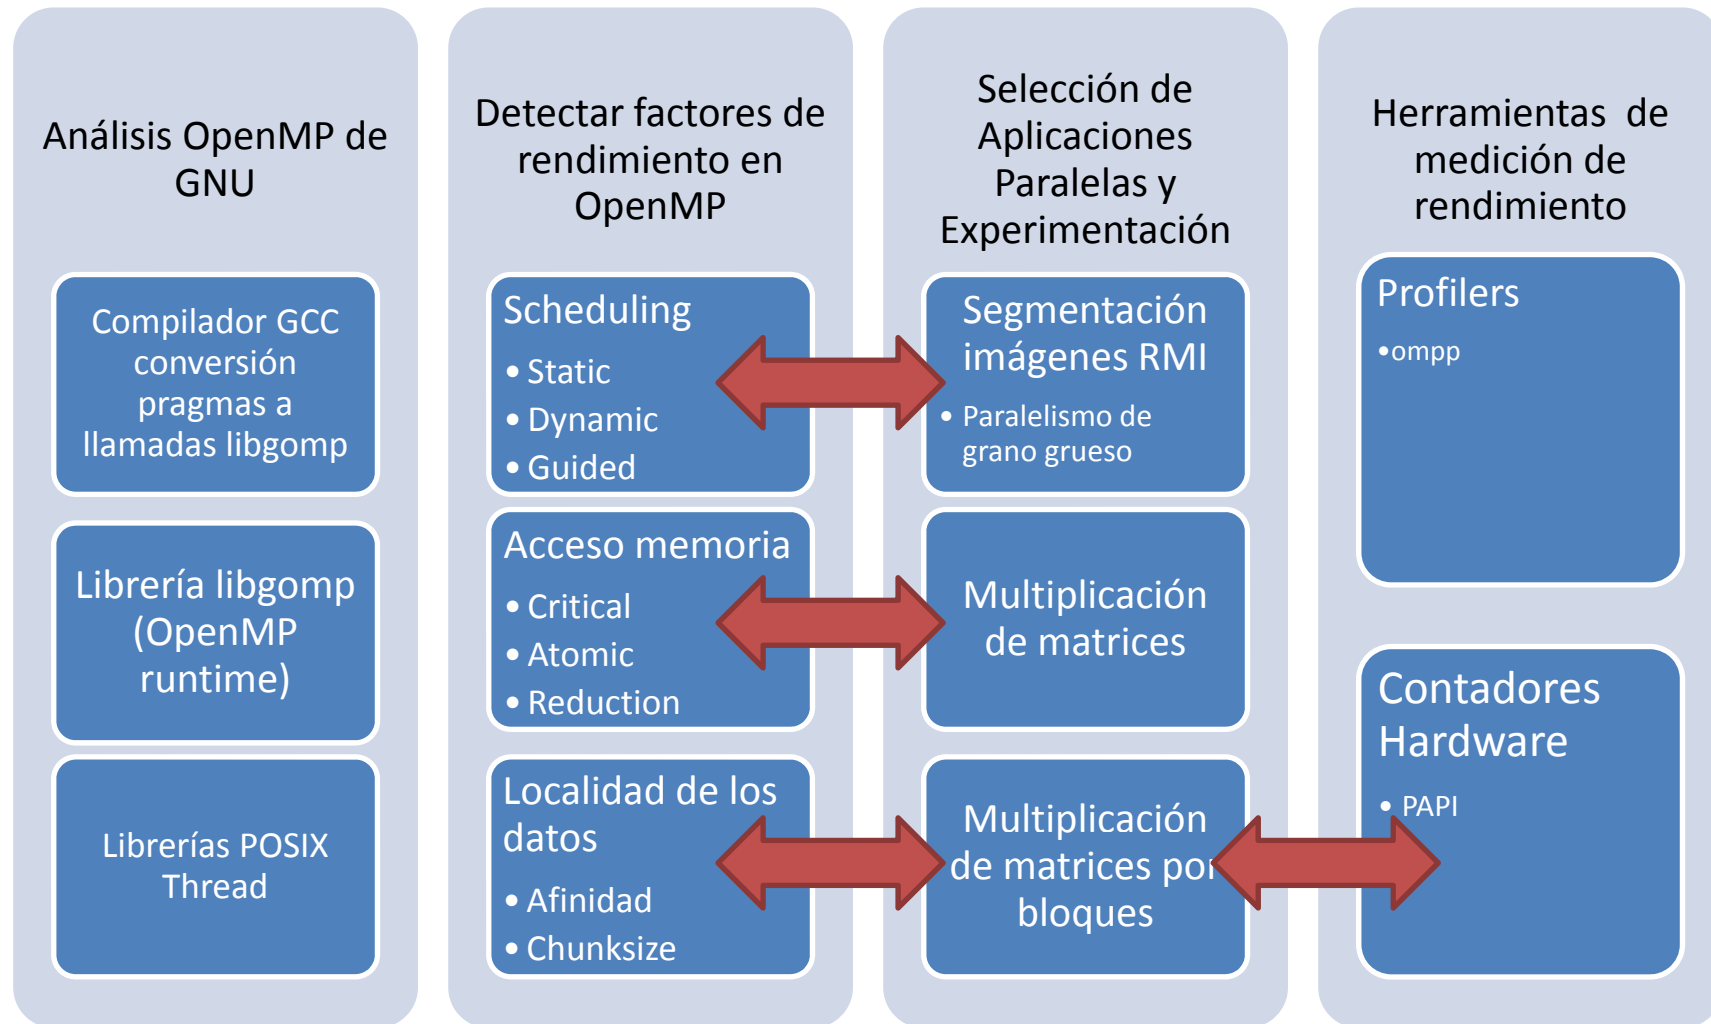 Análisis OpenMP de
GNU
Compilador GCC
conversión
pragmas a
llamadas libgomp
Librería libgomp
(OpenMP
runtime)
Librerías POSIX
Thread
Detectar factores de
rendimiento en
OpenMP
Scheduling
• Static
• Dynamic
• Guided
Acceso memoria
• Critical
• Atomic
• Reduction
Localidad de los
datos
• Afinidad
• Chunksize
Selección de
Aplicaciones
Paralelas y
Experimentación
Segmentación
imágenes RMI
• Paralelismo de
grano grueso
Multiplicación
de matrices
Multiplicación
de matrices por
bloques
Herramientas de
medición de
rendimiento
Profilers
•ompp
Contadores
Hardware
• PAPI